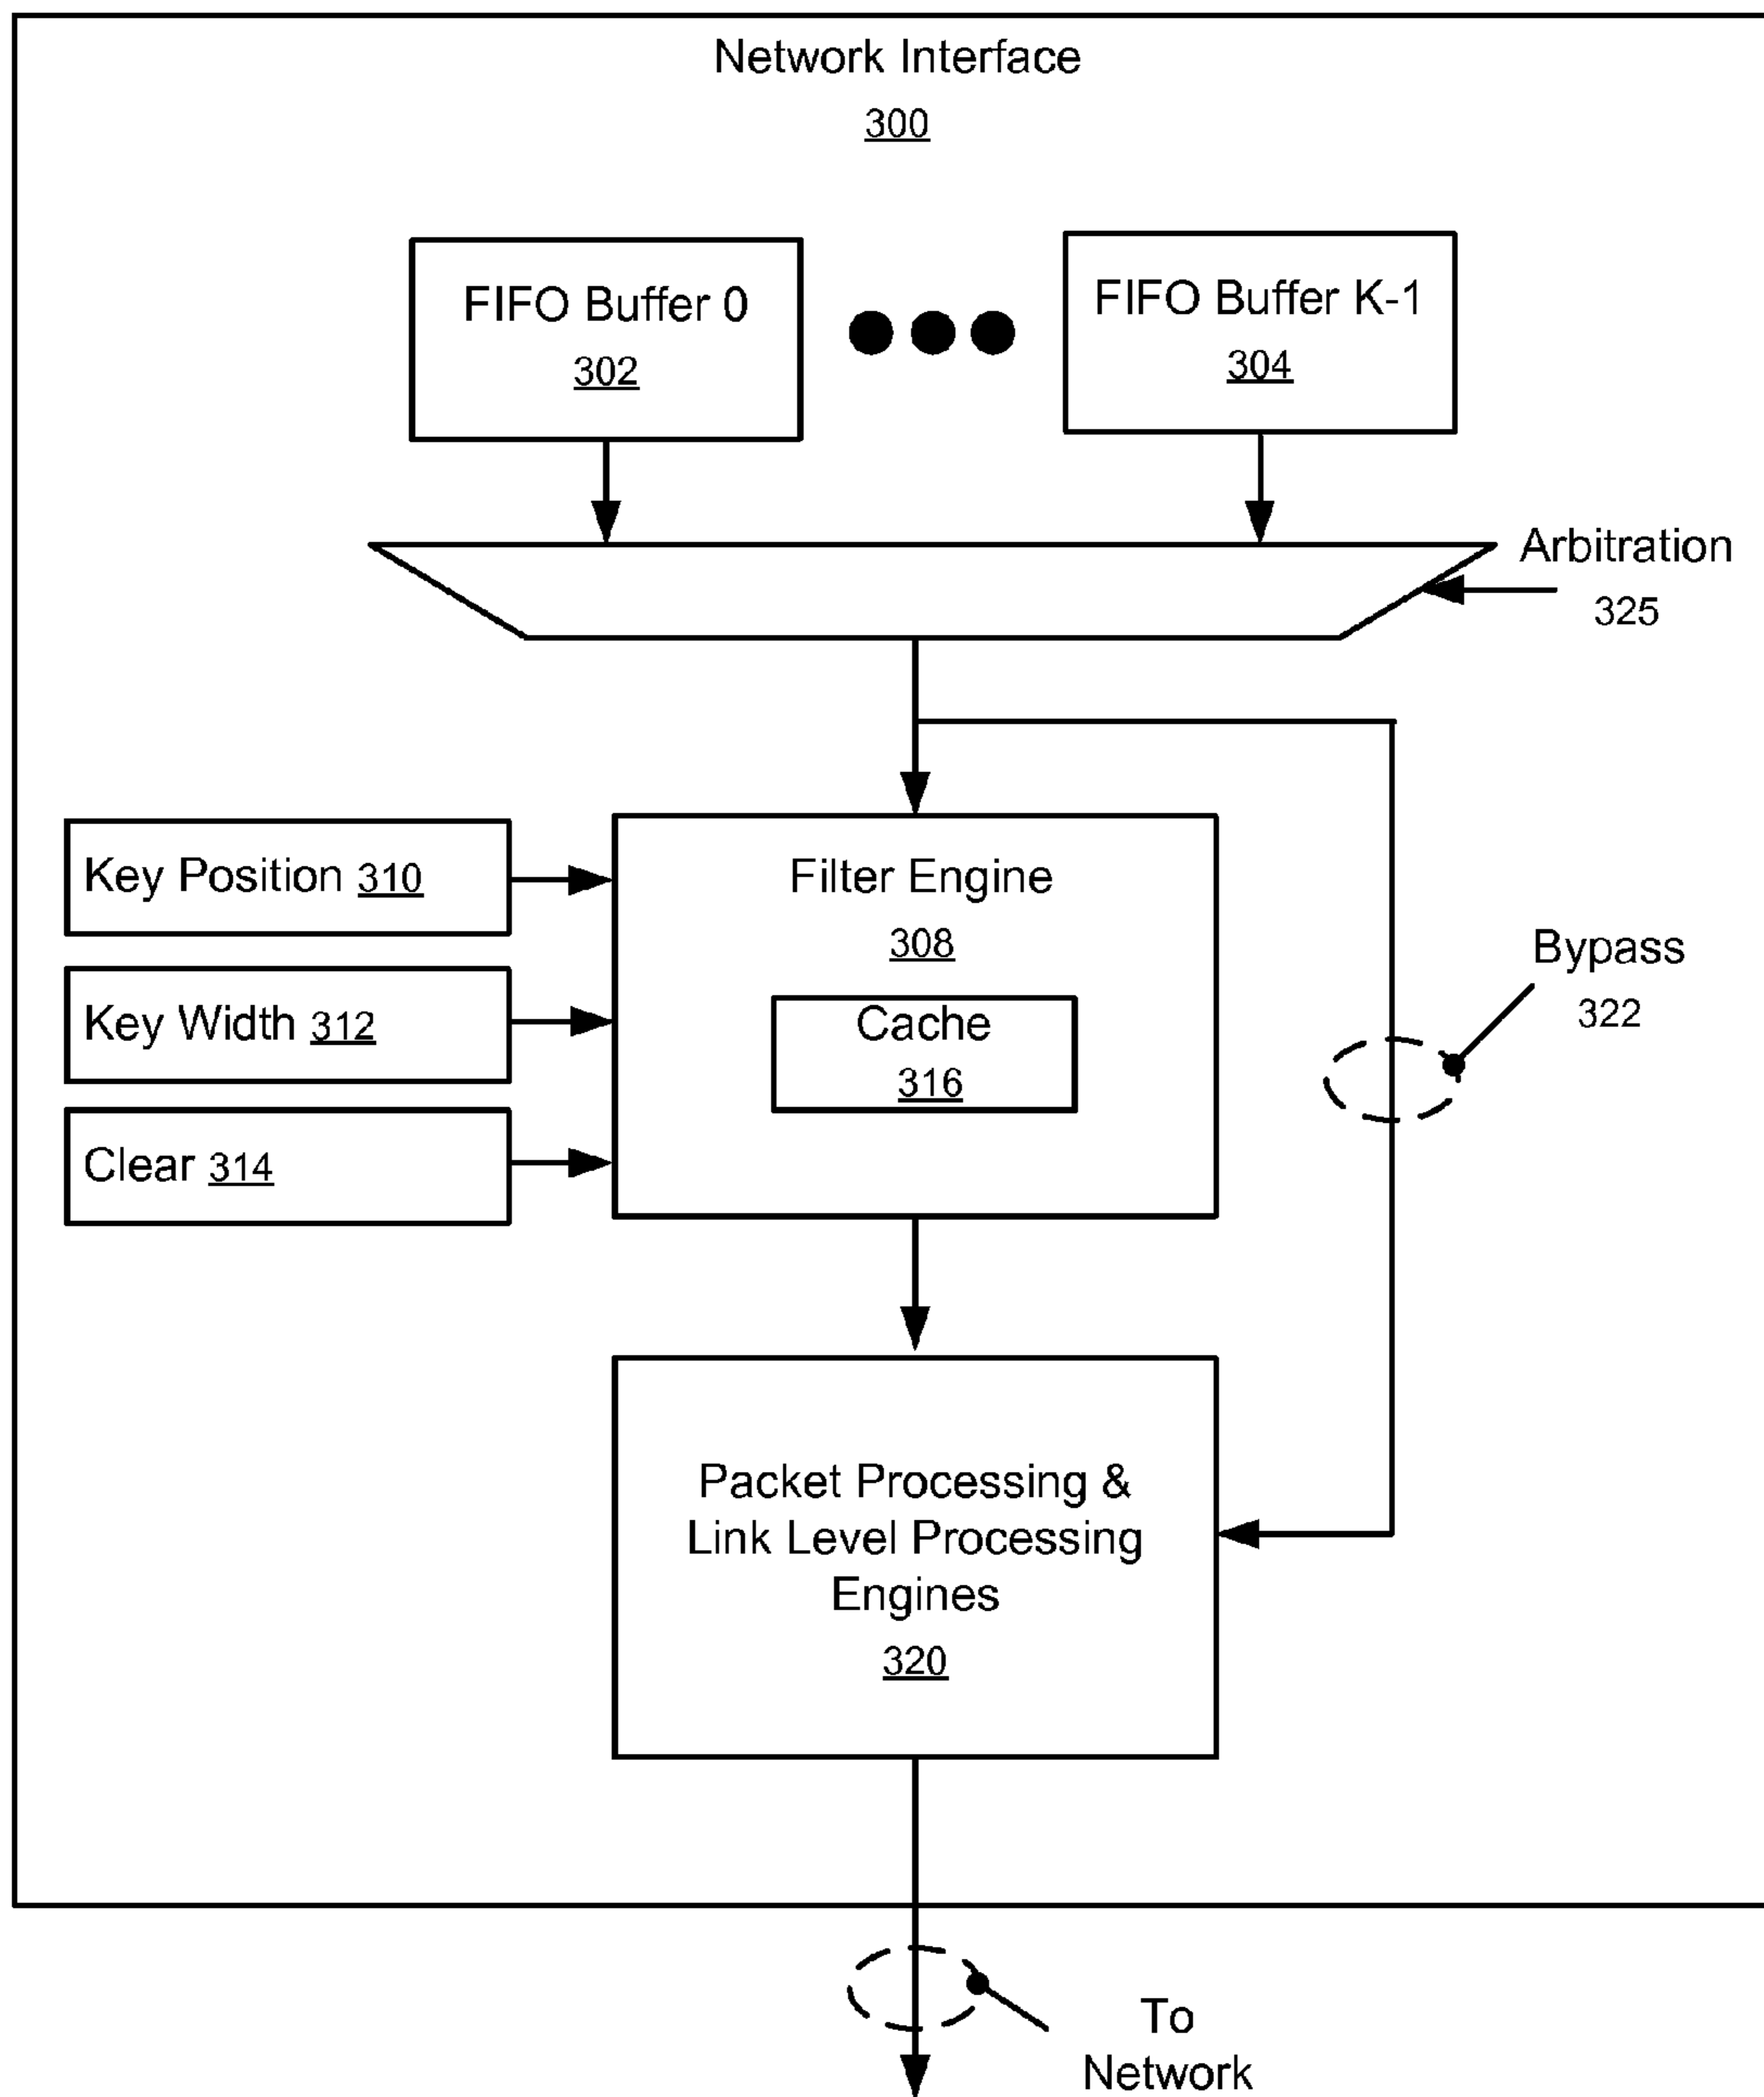 Network Interface
300
FIFO Buffer 0
302
FIFO Buffer K-1
304
Arbitration
325
Key Position 310
Key Width 312
Clear 314
Filter Engine
308
Cache
316
Bypass
322
Packet Processing &
Link Level Processing
Engines
320
To
Network